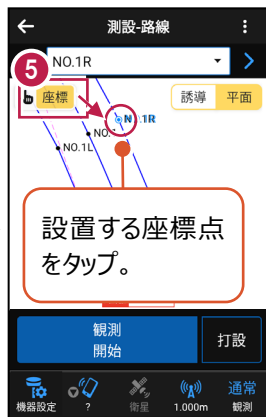 測設-路線
NO.1R
5
座標
誘導 平面
NO.1R
NO.
NO.1L
設置する座標点
をタップ。
観測
開始
打設
機器設定
?
衛星
1.000m
通常
観測